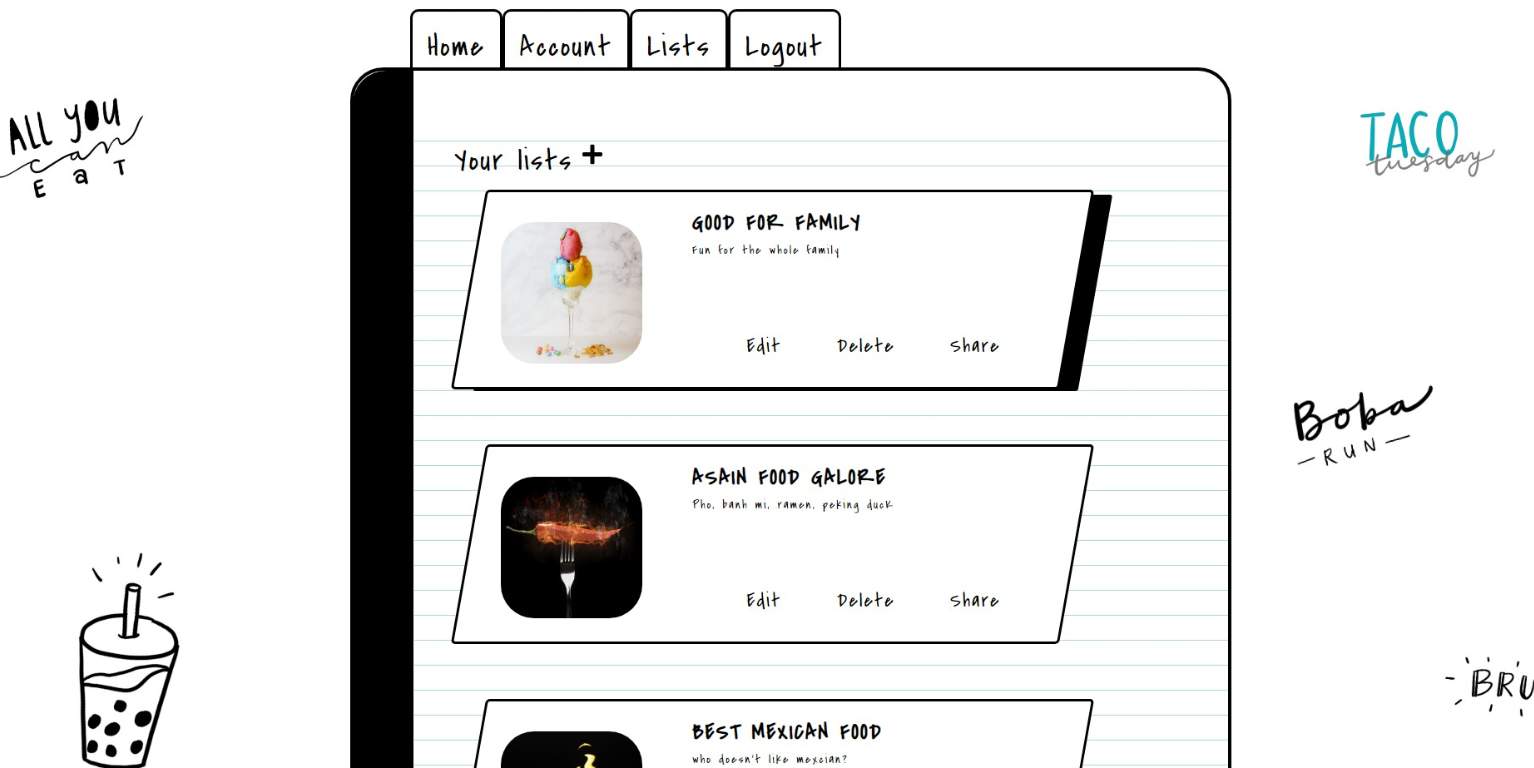 Home Account Lists Logout
ALL YOU
can
E a T
TACO
tuesday
Your lists +
GOOD FOR FAMILY
Fun for the whole family
Edit Delete Share
Boba
RUN
ASAIN FOOD GALORE
Pho, banh mi, ramen, peking duck
Edit Delete Share
BRU
BEST MEXICAN FOOD
who doesn't like mexcian?